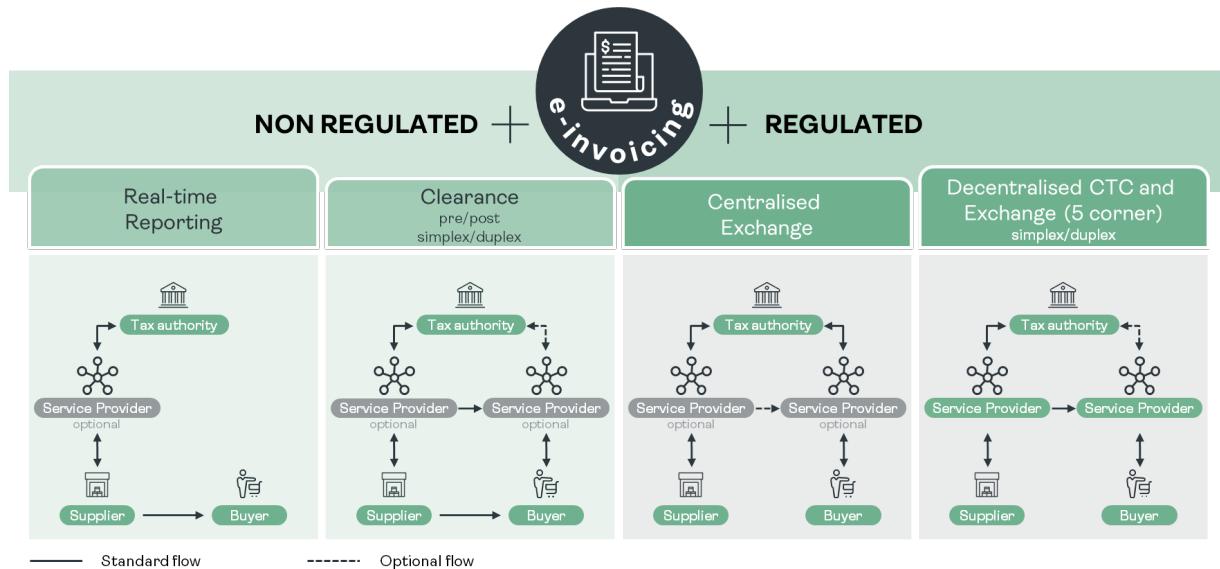 NON REGULATED
e-invoicing
REGULATED
Real-time
Reporting
Clearance
pre/post
simplex/duplex
Centralised
Exchange
Decentralised CTC and
Exchange (5 corner)
simplex/duplex
Tax authority
Service Provider
optional
Supplier
Buyer
Tax authority
Service Provider
Service Provider
optional
optional
Supplier
Buyer
Tax authority
Service Provider
Service Provider
optional
optional
Supplier
Buyer
Tax authority
Service Provider
Service Provider
Supplier
Buyer
Standard flow
Optional flow